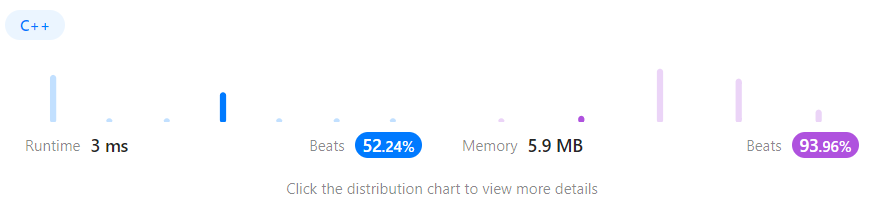 C++
Runtime 3 ms Beats 52.24% Memory 5.9 MB Beats 93.96%
Click the distribution chart to view more details